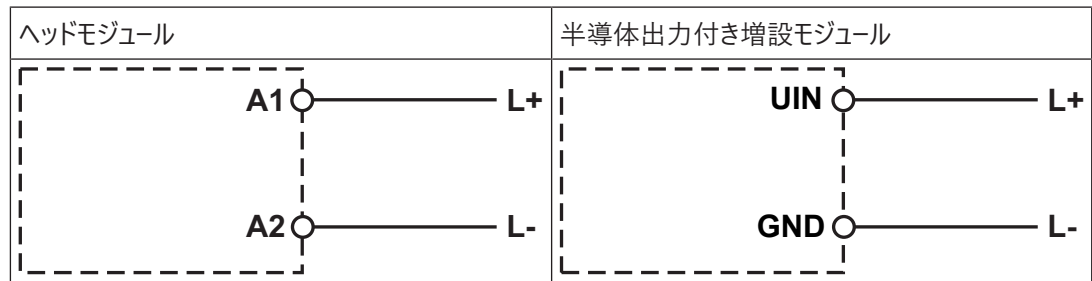 ヘッドモジュール
半導体出力付き増設モジュール
A1 L+
A2 L-
UIN L+
GND L-